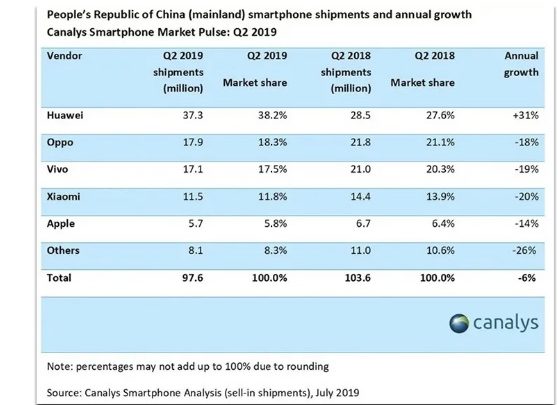 People's Republic of China (mainland) smartphone shipments and annual growth
Canalys Smartphone Market Pulse: Q2 2019
Vendor Q2 2019 shipments (million) Q2 2019 Market share Q2 2018 shipments (million) Q2 2018 Market share Annual growth
Huawei 37.3 38.2% 28.5 27.6% +31%
Oppo 17.9 18.3% 21.8 21.1% -18%
Vivo 17.1 17.5% 21.0 20.3% -19%
Xiaomi 11.5 11.8% 14.4 13.9% -20%
Apple 5.7 5.8% 6.7 6.4% -14%
Others 8.1 8.3% 11.0 10.6% -26%
Total 97.6 100.0% 103.6 100.0% -6%
canalys
Note: percentages may not add up to 100% due to rounding
Source: Canalys Smartphone Analysis (sell-in shipments), July 2019